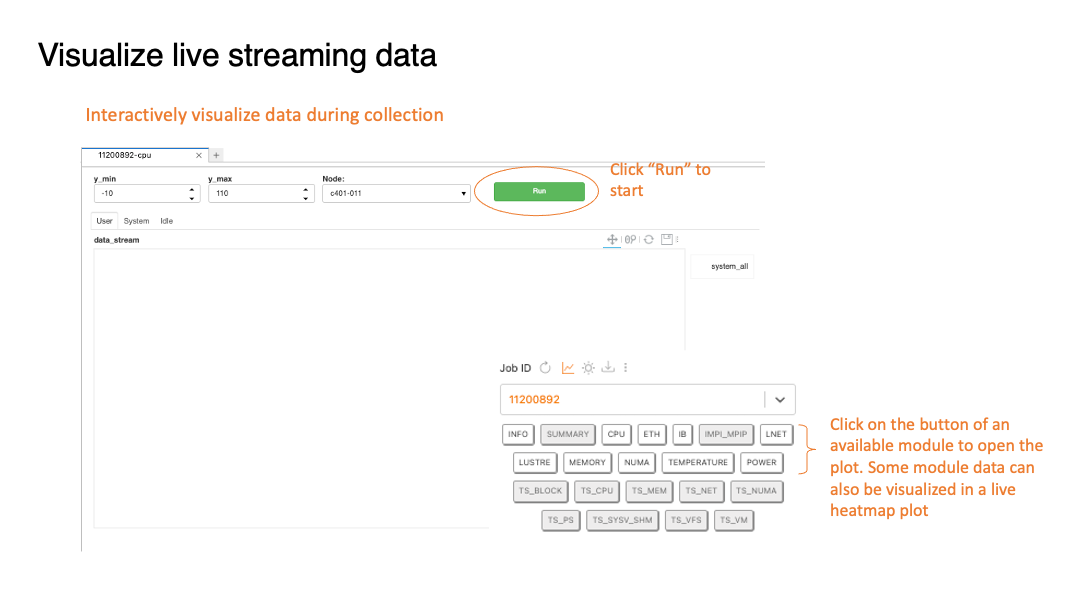 Visualize live streaming data
Interactively visualize data during collection
11200892-cpu × +
y_min y_max Node:
-10 110 c401-011 Run
Click “Run” to
start
User System Idle
data_stream
system_all
Job ID
11200892
INFO SUMMARY CPU ETH IB IMPI_MPIP LNET
LUSTRE MEMORY NUMA TEMPERATURE POWER
TS_BLOCK TS_CPU TS_MEM TS_NET TS_NUMA
TS_PS TS_SYSV_SHM TS_VFS TS_VM
Click on the button of an
available module to open the
plot. Some module data can
also be visualized in a live
heatmap plot